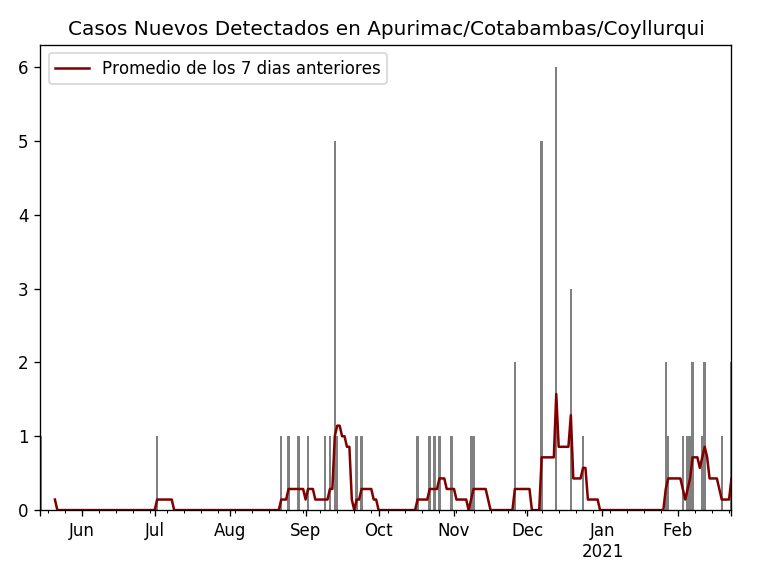 Casos Nuevos Detectados en Apurimac/Cotabambas/Coyllurqui
Promedio de los 7 dias anteriores
6
5
4
3
2
1
0
Jun Jul Aug Sep Oct Nov Dec Jan Feb
2021